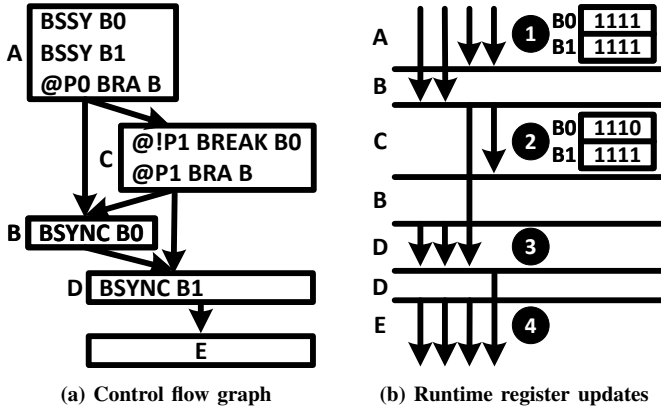 BSSY B0
A BSSY B1
@P0 BRA B
@!P1 BREAK B0
C
@P1 BRA B
B BSYNC B0
D BSYNC B1
E
(a) Control flow graph
A 1 B0 1111
B1 1111
B
C 2 B0 1110
B1 1111
B
D 3
D
E 4
(b) Runtime register updates